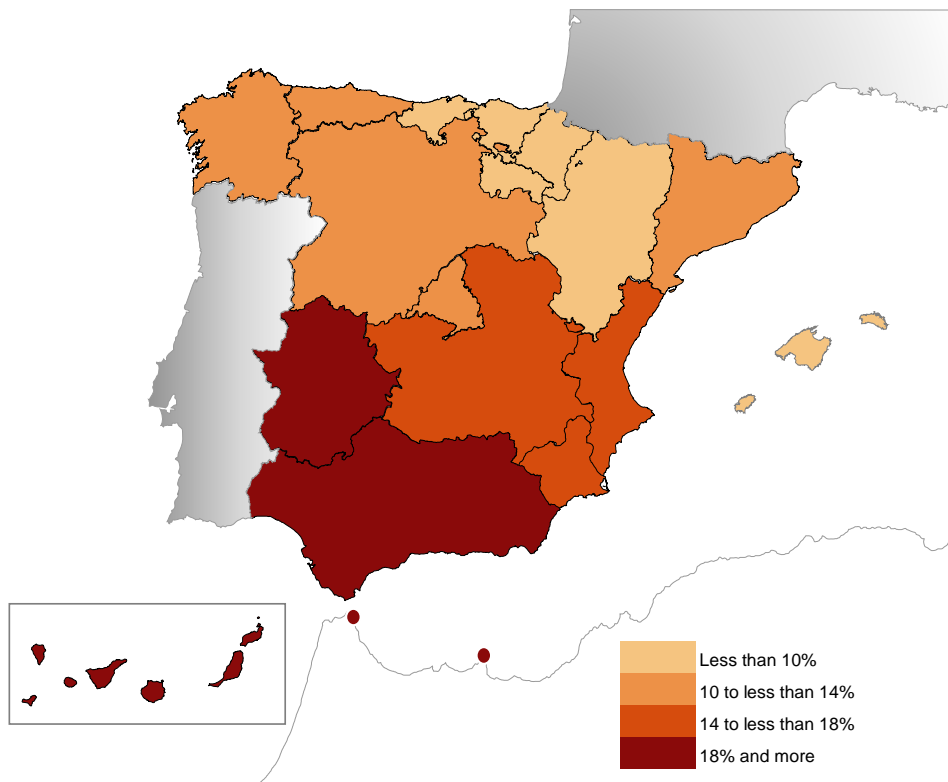 Less than 10%
10 to less than 14%
14 to less than 18%
18% and more